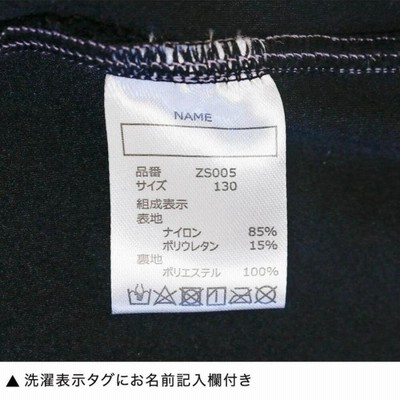 NAME
品番 ZS005
サイズ 130
組成表示
表地
ナイロン 85%
ポリウレタン 15%
裏地
ポリエステル 100%
▲ 洗濯表示タグにお名前記入欄付き